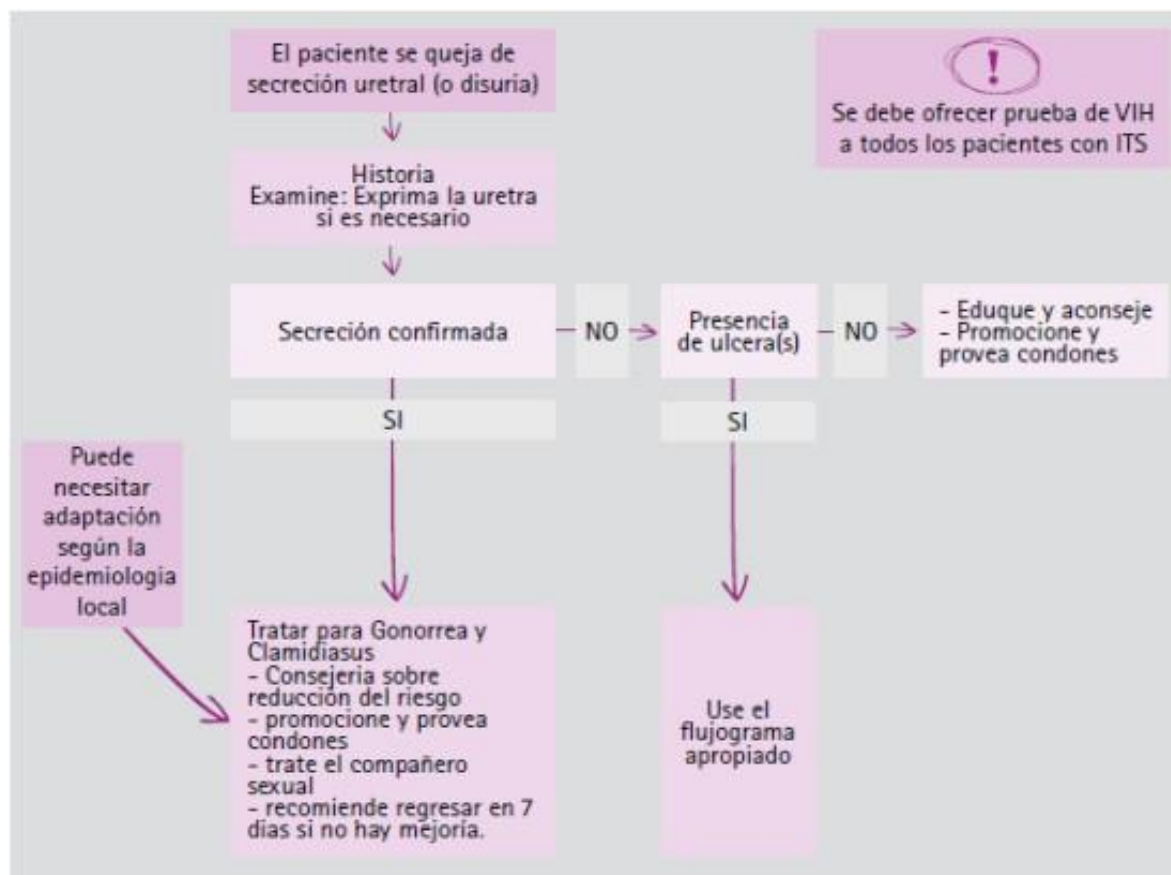 El paciente se queja de
secreción uretral (o disuria)
!
Se debe ofrecer prueba de VIH
a todos los pacientes con ITS
Historia
Examine: Exprima la uretra
si es necesario
Secreción confirmada
NO
Presencia
de ulcera(s)
NO
- Eduque y aconseje
- Promocione y
provea condones
SI
SI
Puede
necesitar
adaptación
según la
epidemiologia
local
Tratar para Gonorrea y
Clamidiasus
- Consejeria sobre
reducción del riesgo
- promocione y provea
condones
- trate el compañero
sexual
- recomiende regresar en 7
dias si no hay mejoría.
Use el
flujograma
apropiado